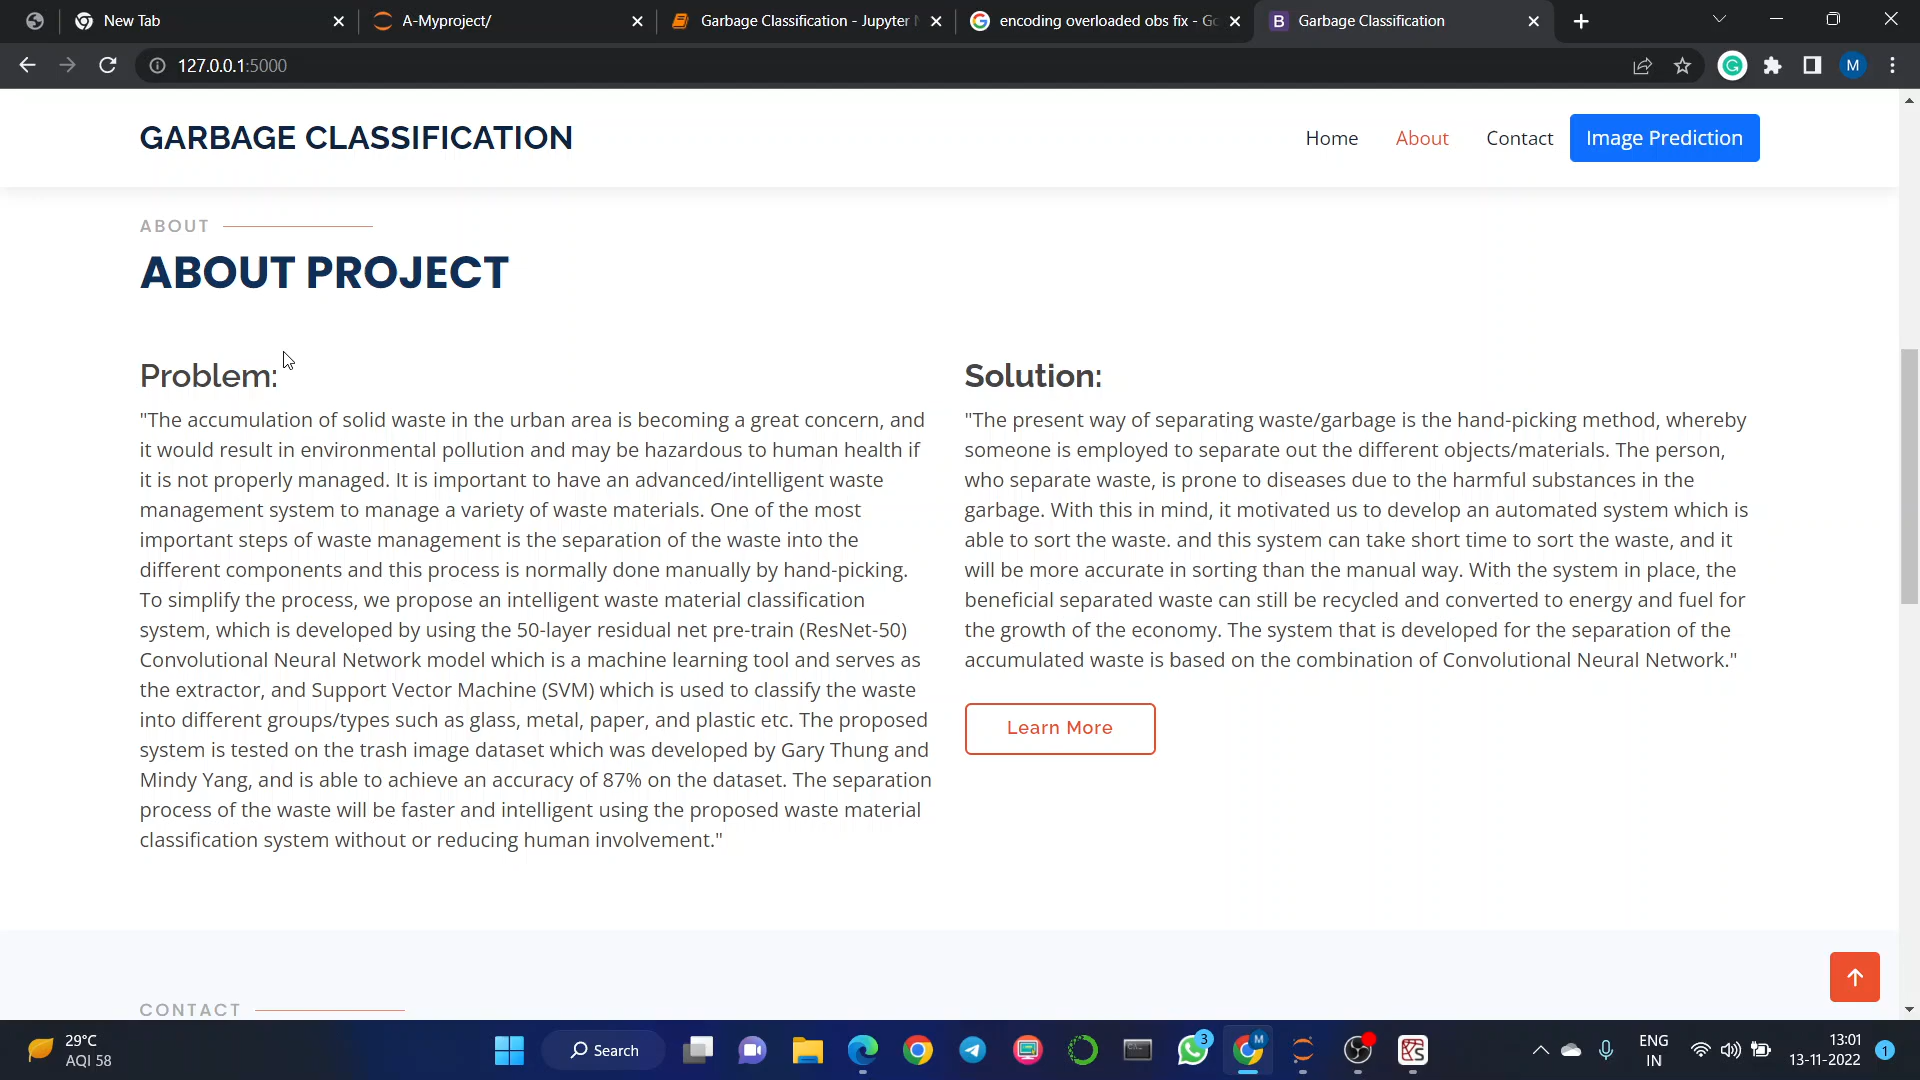 New Tab
A-Myproject/
Garbage Classification - Jupyter
encoding overloaded obs fix - Go
B Garbage Classification
127.0.0.1:5000
M
GARBAGE CLASSIFICATION
Home About Contact Image Prediction
ABOUT
ABOUT PROJECT
Problem:
"The accumulation of solid waste in the urban area is becoming a great concern, and
it would result in environmental pollution and may be hazardous to human health if
it is not properly managed. It is important to have an advanced/intelligent waste
management system to manage a variety of waste materials. One of the most
important steps of waste management is the separation of the waste into the
different components and this process is normally done manually by hand-picking.
To simplify the process, we propose an intelligent waste material classification
system, which is developed by using the 50-layer residual net pre-train (ResNet-50)
Convolutional Neural Network model which is a machine learning tool and serves as
the extractor, and Support Vector Machine (SVM) which is used to classify the waste
into different groups/types such as glass, metal, paper, and plastic etc. The proposed
system is tested on the trash image dataset which was developed by Gary Thung and
Mindy Yang, and is able to achieve an accuracy of 87% on the dataset. The separation
process of the waste will be faster and intelligent using the proposed waste material
classification system without or reducing human involvement."
Solution:
"The present way of separating waste/garbage is the hand-picking method, whereby
someone is employed to separate out the different objects/materials. The person,
who separate waste, is prone to diseases due to the harmful substances in the
garbage. With this in mind, it motivated us to develop an automated system which is
able to sort the waste. and this system can take short time to sort the waste, and it
will be more accurate in sorting than the manual way. With the system in place, the
beneficial separated waste can still be recycled and converted to energy and fuel for
the growth of the economy. The system that is developed for the separation of the
accumulated waste is based on the combination of Convolutional Neural Network."
Learn More
CONTACT
29°C
AQI 58
Search
3
M
ENG
IN
13:01
13-11-2022
1